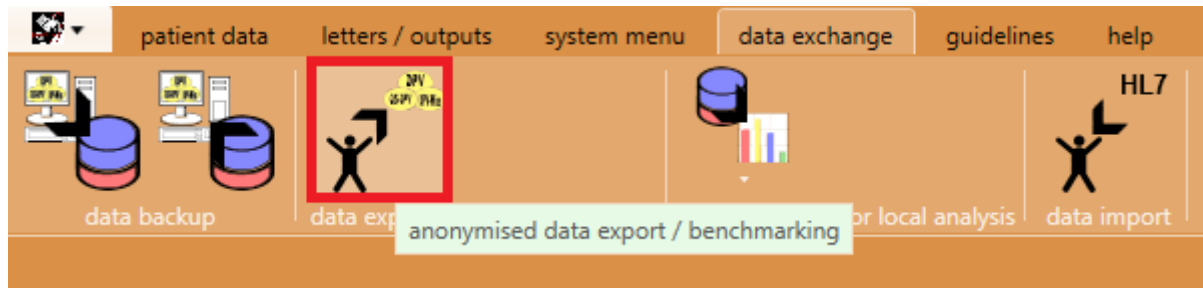 patient data letters / outputs system menu data exchange guidelines help
DPV
HL7
data backup data exp or local analysis data import
anonymised data export / benchmarking